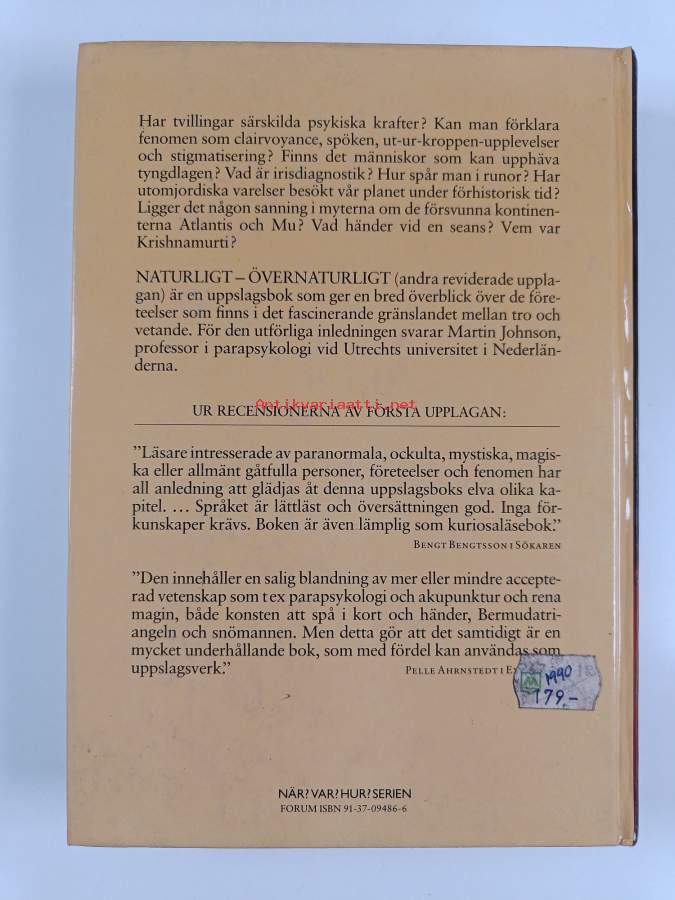 Har tvillingar särskilda psykiska krafter? Kan man förklara
fenomen som clairvoyance, spöken, ut-ur-kroppen-upplevelser
och stigmatisering? Finns det människor som kan upphäva
tyngdlagen? Vad är irisdiagnostik? Hur spår man i runor? Har
utomjordiska varelser besökt vår planet under förhistorisk tid?
Ligger det någon sanning i myterna om de försvunna kontinen-
terna Atlantis och Mu? Vad händer vid en seans? Vem var
Krishnamurti?
NATURLIGT – ÖVERNATURLIGT (andra reviderade uppla-
gan) är en uppslagsbok som ger en bred överblick över de före-
teelser som finns i det fascinerande gränslandet mellan tro och
vetande. För den utförliga inledningen svarar Martin Johnson,
professor i parapsykologi vid Utrechts universitet i Nederlän-
derna.
Antikvariaatti.net
UR RECENSIONERNA AV FÖRSTA UPPLAGAN:
”Läsare intresserade av paranormala, ockulta, mystiska, magis-
ka eller allmänt gåtfulla personer, företeelser och fenomen har
all anledning att glädjas åt denna uppslagsboks elva olika ka-
pitel. … Språket är lättläst och översättningen god. Inga för-
kunskaper krävs. Boken är även lämplig som kuriosaläsebok.”
BENGT BENGTSSON I SÖKAREN
”Den innehåller en salig blandning av mer eller mindre accepte-
rad vetenskap som t ex parapsykologi och akupunktur och rena
magin, både konsten att spå i kort och händer, Bermudatri-
angeln och snömannen. Men detta gör att det samtidigt är en
mycket underhållande bok, som med fördel kan användas som
uppslagsverk.”
PELLE AHRNSTEDT I
1990
179.-
NÄR? VAR? HUR? SERIEN
FORUM ISBN 91-37-09486-6